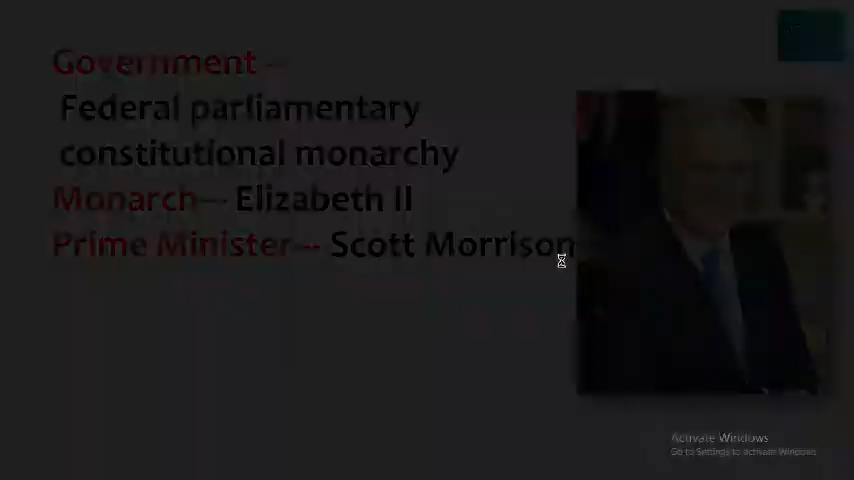 Government --
Federal parliamentary
constitutional monarchy
Monarch-- Elizabeth II
Prime Minister-- Scott Morrison
Activate Windows
Go to Settings to activate Windows.